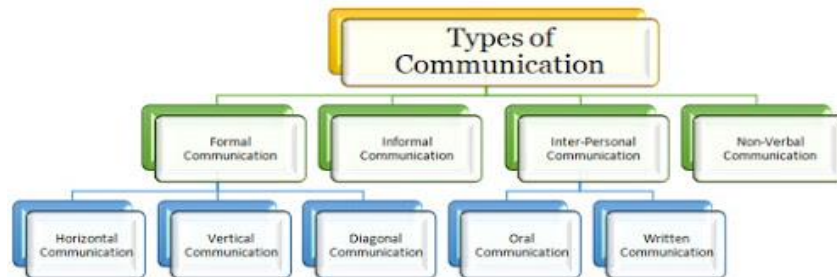 Types of
Communication
Formal
Communication
Informal
Communication
Inter-Personal
Communication
Non-Verbal
Communication
Horizontal
Communication
Vertical
Communication
Diagonal
Communication
Oral
Communication
Written
Communication